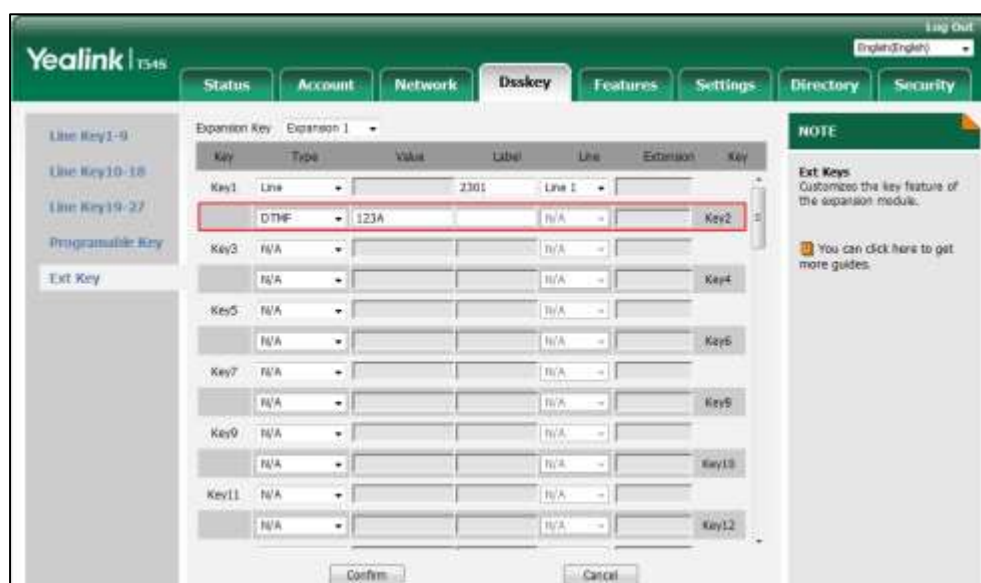 Log Out
Yealink T54S
English(English)
Status Account Network Dsskey Features Settings Directory Security
Line Key1-9
Line Key10-18
Line Key19-27
Programable Key
Ext Key
Expansion Key Expansion 1
Key Type Value Label Line Extension Key
Key1 Line 2301 Line 1
DTMF 123A N/A Key2
Key3 N/A N/A
N/A N/A Key4
Key5 N/A N/A
N/A N/A Key6
Key7 N/A N/A
N/A N/A Key8
Key9 N/A N/A
N/A N/A Key10
Key11 N/A N/A
N/A N/A Key12
Confirm Cancel
NOTE
Ext Keys
Customizes the key feature of
the expansion module.
You can click here to get
more guides.